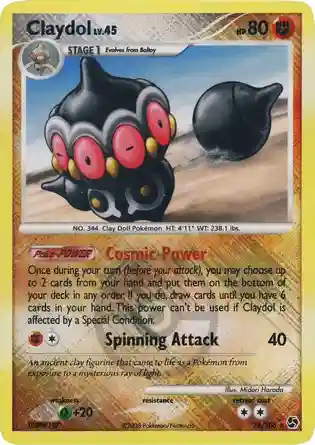 Claydol LV.45 HP 80
STAGE 1 Evolves from Baltoy
NO. 344 Clay Doll Pokémon HT: 4'11" WT: 238.1 lbs.
Poké-POWER Cosmic Power
Once during your turn (before your attack), you may choose up
to 2 cards from your hand and put them on the bottom of
your deck in any order. If you do, draw cards until you have 6
cards in your hand. This power can't be used if Claydol is
affected by a Special Condition.
Spinning Attack 40
An ancient clay figurine that came to life as a Pokémon from
exposure to a mysterious ray of light.
Illus. Midori Harada
weakness resistance retreat cost
+20
©2008 Pokémon/Nintendo